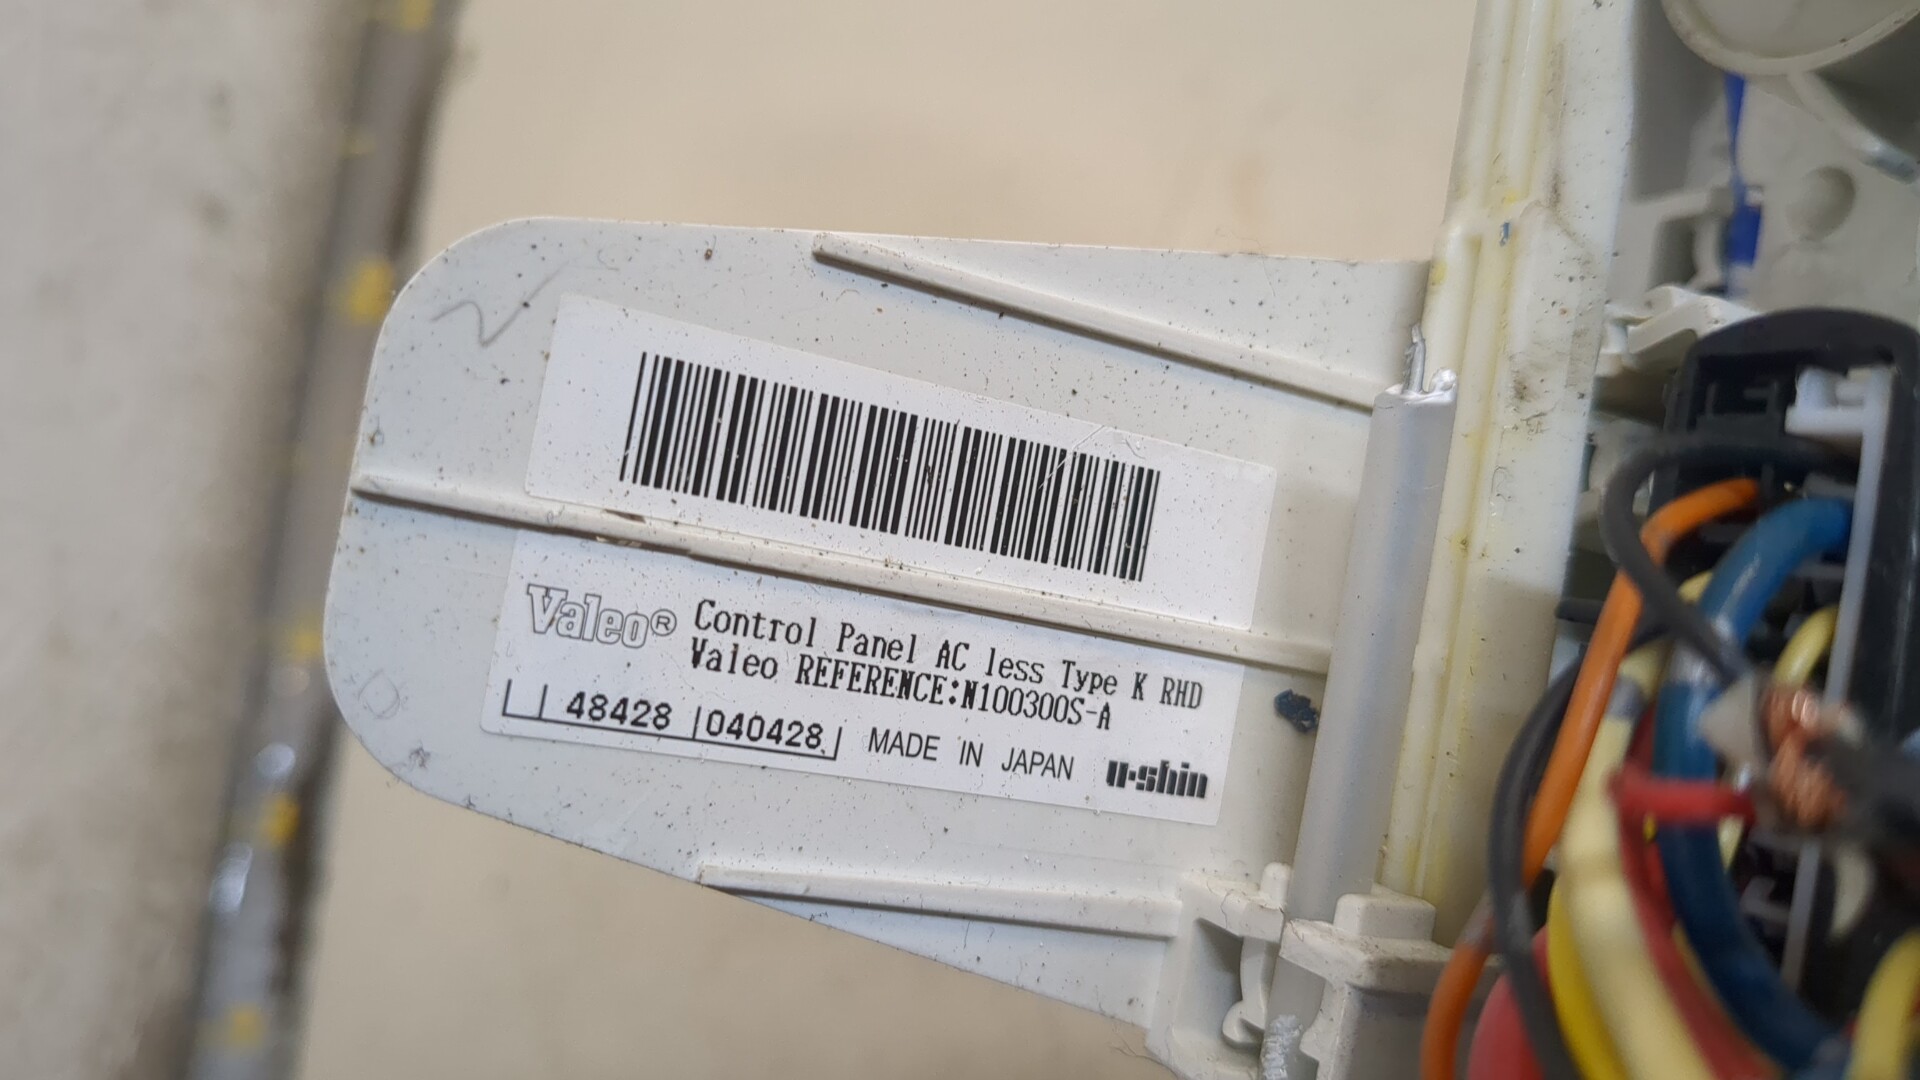 Valeo® Control Panel AC less Type K RHD
Valeo REFERENCE:N100300S-A
48428 040428 MADE IN JAPAN u-shin